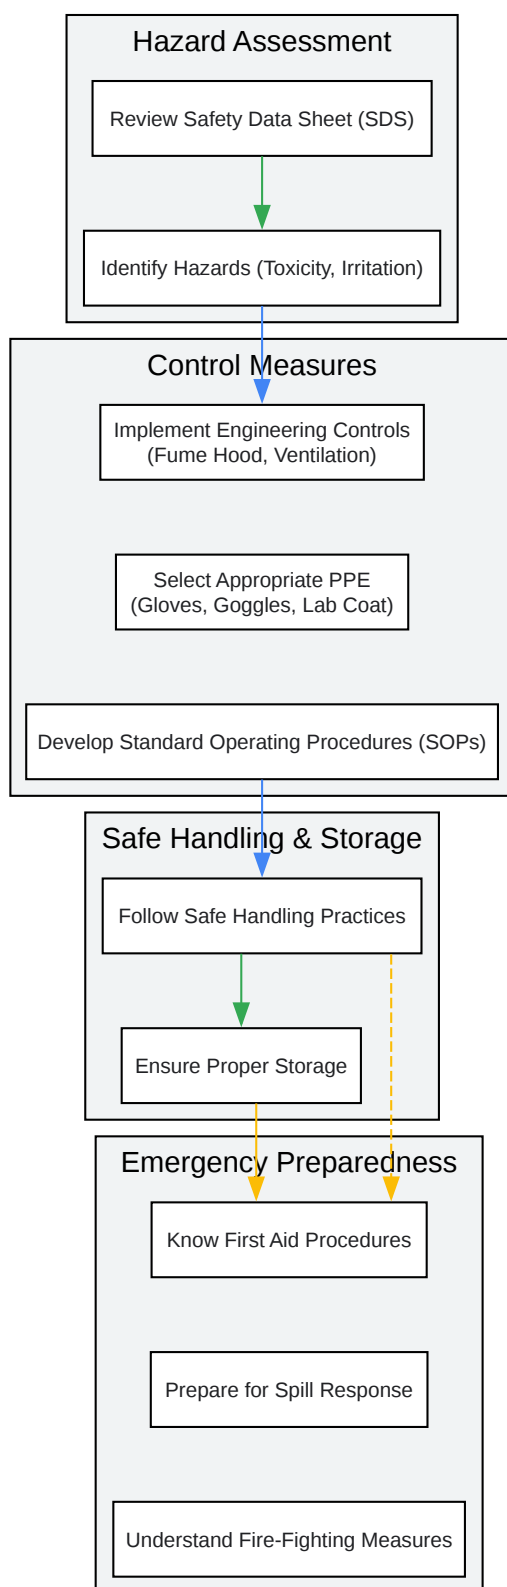 Hazard Assessment
Review Safety Data Sheet (SDS)
Identify Hazards (Toxicity, Irritation)
Control Measures
Implement Engineering Controls
(Fume Hood, Ventilation)
Select Appropriate PPE
(Gloves, Goggles, Lab Coat)
Develop Standard Operating Procedures (SOPs)
Safe Handling & Storage
Follow Safe Handling Practices
Ensure Proper Storage
Emergency Preparedness
Know First Aid Procedures
Prepare for Spill Response
Understand Fire-Fighting Measures